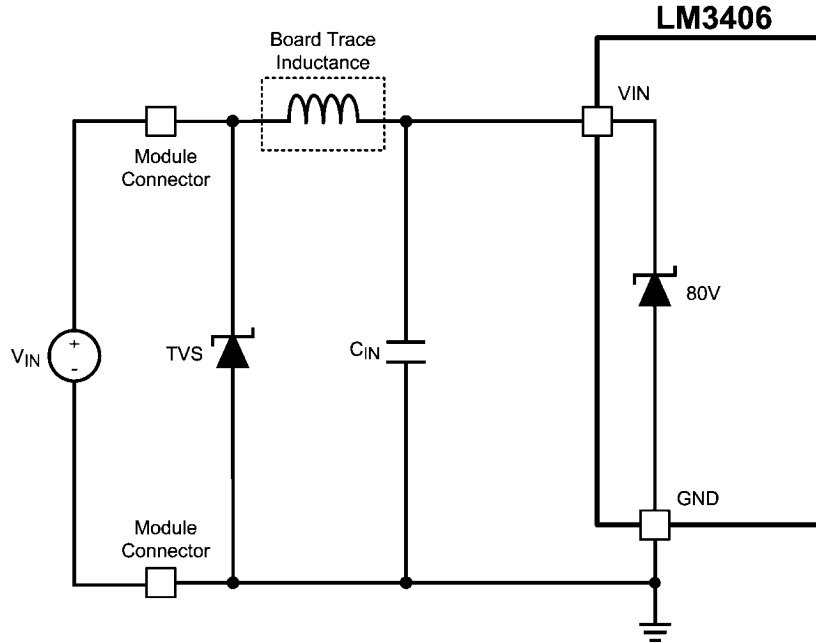 LM3406
Board Trace
Inductance
VIN
Module
Connector
80V
VIN
+
-
TVS
CIN
GND
Module
Connector